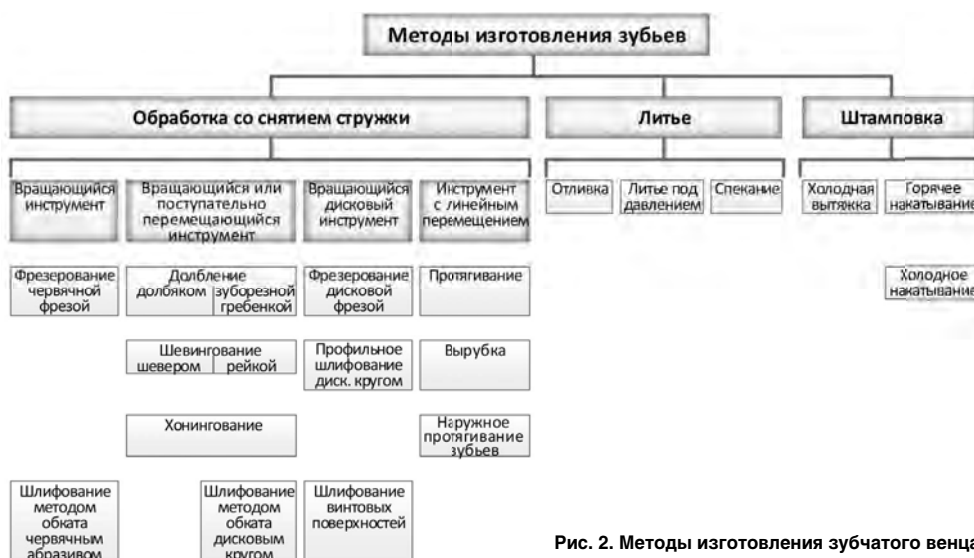 Методы изготовления зубьев
Обработка со снятием стружки
Литье
Штамповка
Вращающийся
инструмент
Вращающийся или
поступательно
перемещающийся
инструмент
Вращающийся
дисковый
инструмент
Инструмент
с линейным
перемещением
Отливка
Литье под
давлением
Спекание
Холодная
вытяжка
Горячее
накатывание
Фрезерование
червячной
фрезой
Долбление
долбяком зуборезной
гребенкой
Фрезерование
дисковой
фрезой
Протягивание
Холодное
накатывание
Шевингование
шевером рейкой
Профильное
шлифование
диск. кругом
Вырубка
Хонингование
Наружное
протягивание
зубьев
Шлифование
методом
обката
червячным
абразивом
Шлифование
методом
обката
дисковым
кругом
Шлифование
винтовых
поверхностей
Рис. 2. Методы изготовления зубчатого венца